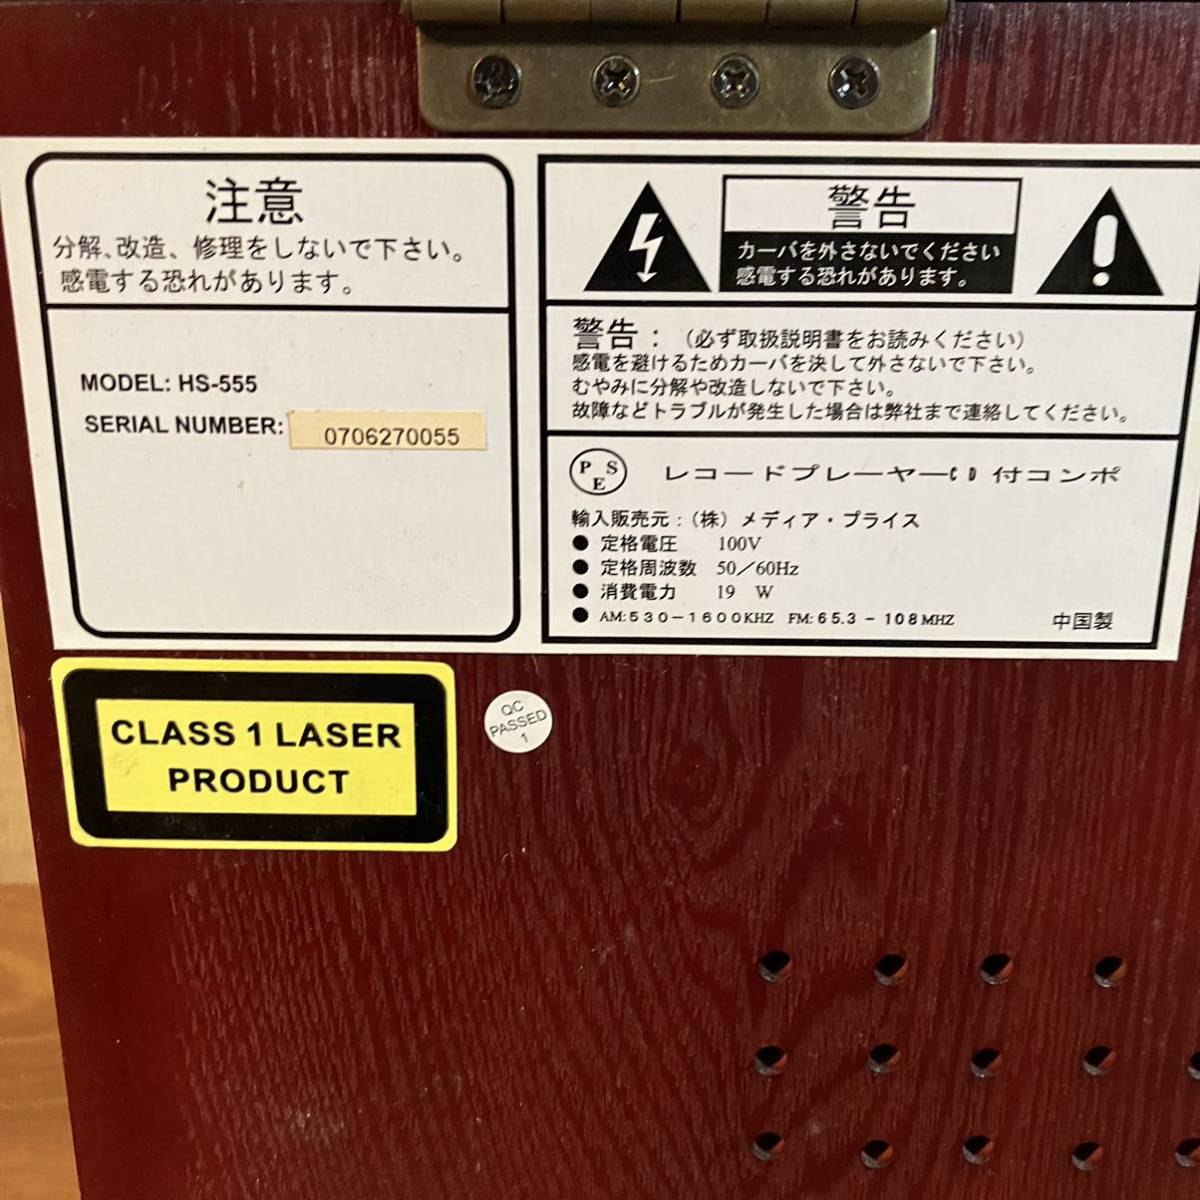 注意
分解、改造、修理をしないで下さい。
感電する恐れがあります。
MODEL: HS-555
SERIAL NUMBER: 0706270055
警告
カーバを外さないでください
感電する恐れがあります。
警告：（必ず取扱説明書をお読みください）
感電を避けるためカーバを決して外さないで下さい。
むやみに分解や改造しないで下さい。
故障などトラブルが発生した場合は弊社まで連絡してください。
PSE レコードプレーヤーCD 付コンポ
輸入販売元：（株）メディア・プライス
● 定格電圧 100V
● 定格周波数 50／60Hz
● 消費電力 19 W
● AM:530－1600KHZ FM:65.3－108MHZ 中国製
CLASS 1 LASER
PRODUCT
QC
PASSED
1